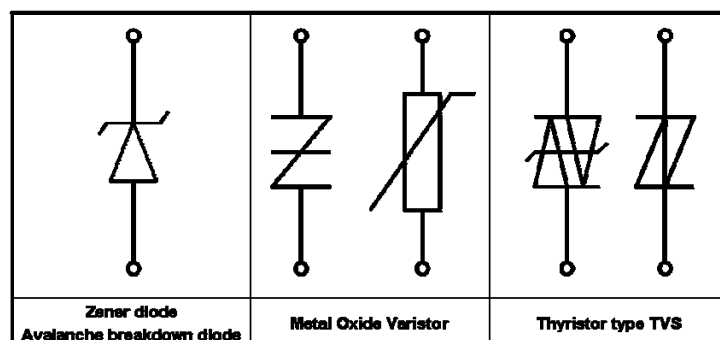 Zener diode
Avalanche breakdown diode
Metal Oxide Varistor
Thyristor type TVS